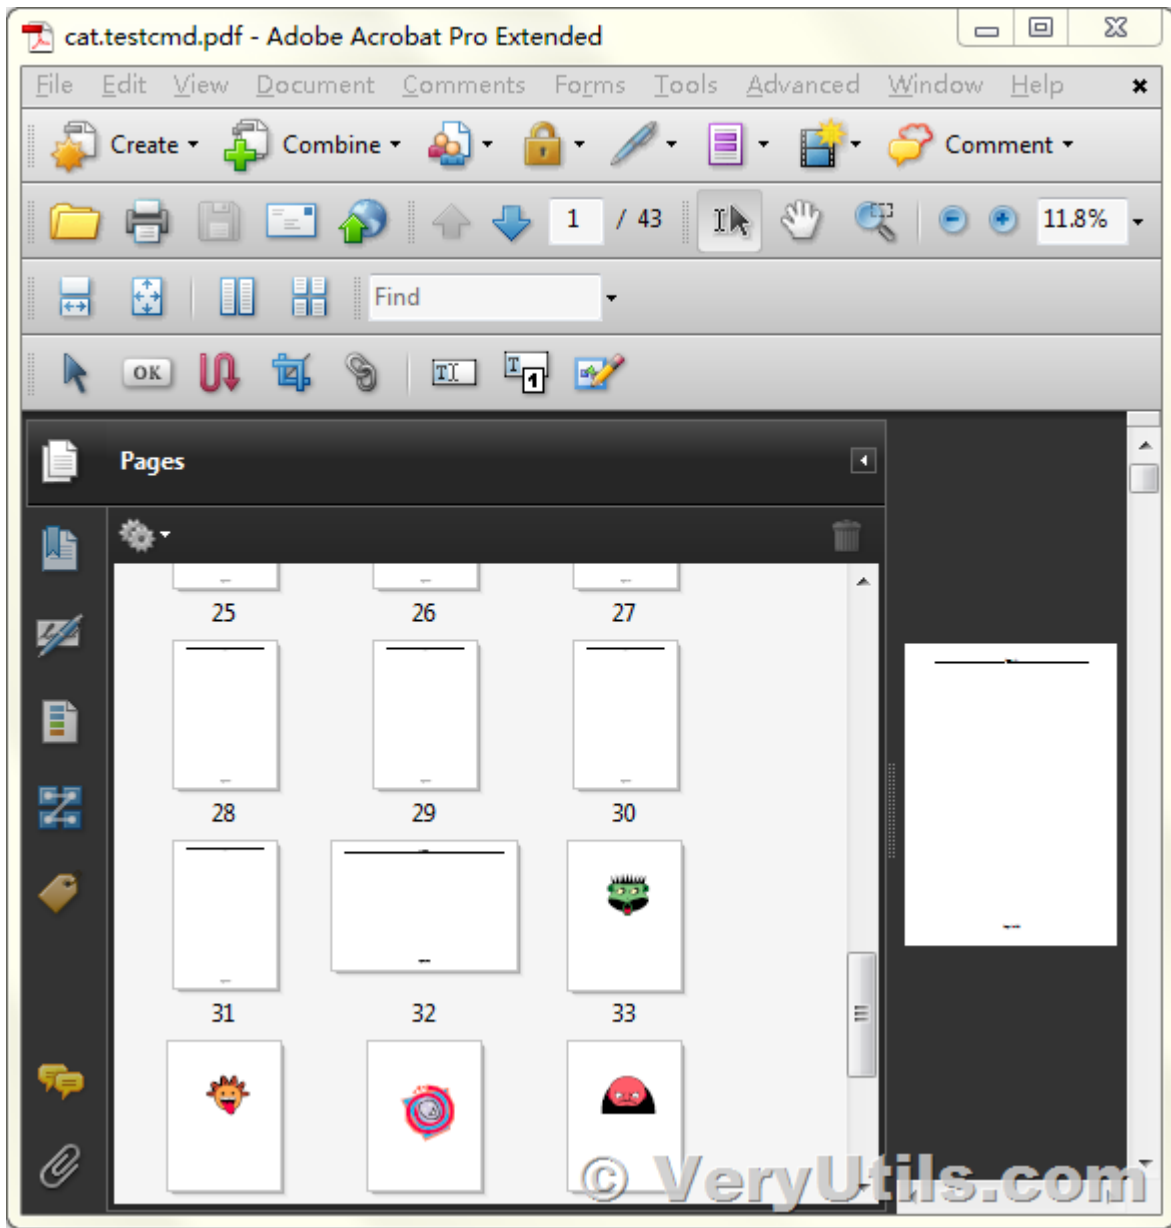 cat.testcmd.pdf - Adobe Acrobat Pro Extended
File Edit View Document Comments Forms Tools Advanced Window Help
Create Combine Comment
1 / 43 11.8%
Find
OK T T 1
Pages
25 26 27
28 29 30
31 32 33
© VeryUtils.com